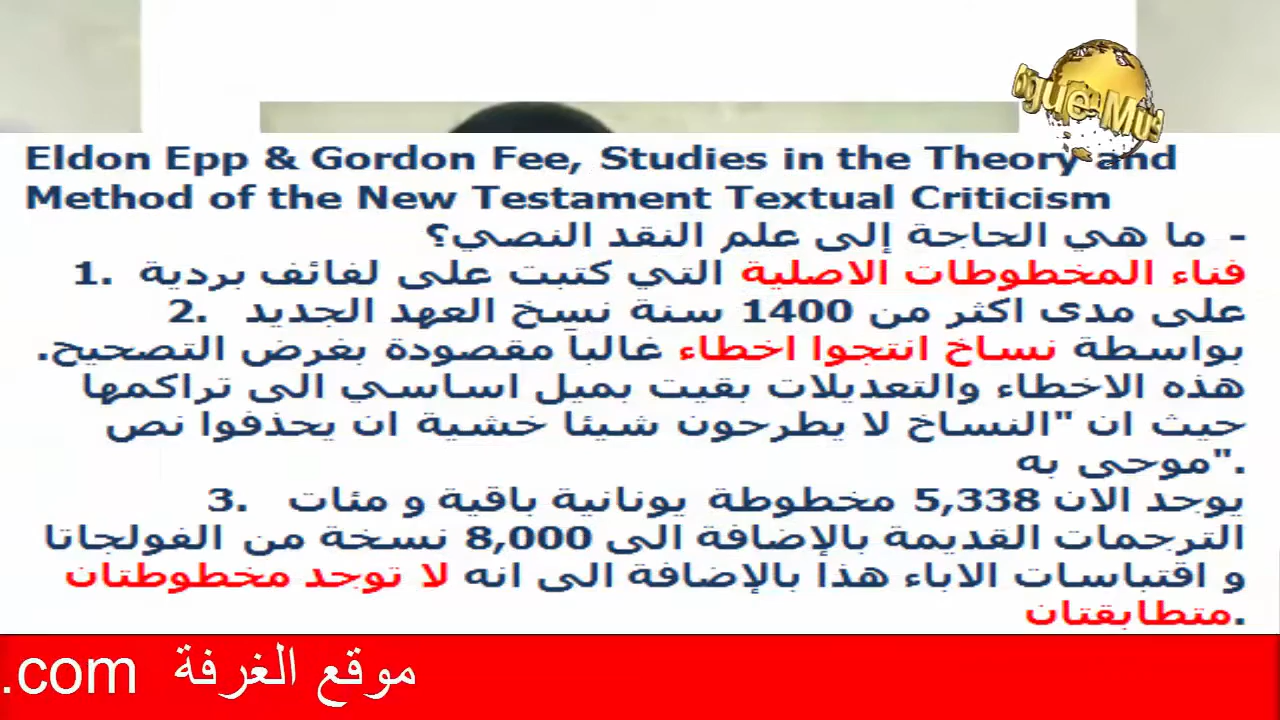 Eldon Epp & Gordon Fee, Studies in the Theory and
Method of the New Testament Textual Criticism
- ما هي الحاجة إلى علم النقد النصي؟
1. فناء المخطوطات الاصلية التي كتبت على لفائف بردية
2. على مدى اكثر من 1400 سنة نسخ العهد الجديد
بواسطة نساخ انتجوا اخطاء غالباً مقصودة بغرض التصحيح.
هذه الاخطاء والتعديلات بقيت بميل اساسي الى تراكمها
حيث ان "النساخ لا يطرحون شيئا خشية ان يحذفوا نص
موحى به".
3. يوجد الان 5,338 مخطوطة يونانية باقية و مئات
الترجمات القديمة بالإضافة الى 8,000 نسخة من الفولجاتا
و اقتباسات الاباء هذا بالإضافة الى انه لا توجد مخطوطتان
متطابقتان.
موقع الغرفة .com